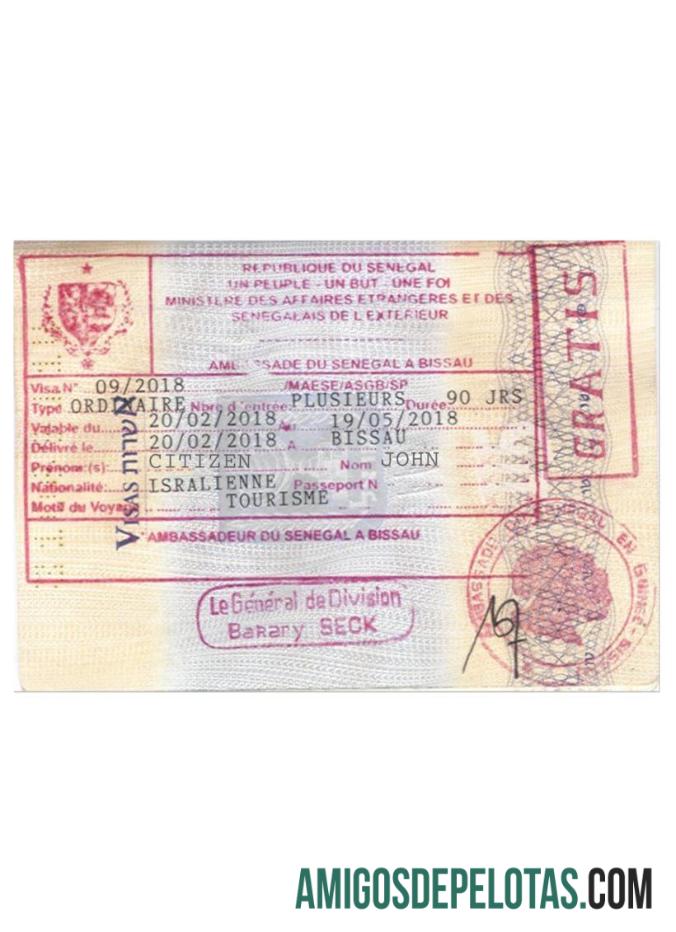 REPUBLIQUE DU SENEGAL
UN PEUPLE - UN BUT - UNE FOI
MINISTERE DES AFFAIRES ETRANGERES ET DES
SENEGALAIS DE L'EXTERIEUR
AMBASSADE DU SENEGAL A BISSAU
Visa N° 09/2018 /MAESE/ASGB/SP
Type ORDINAIRE Nbre d'entrée PLUSIEURS Durée 90 JRS
Valable du 20/02/2018 Au 19/05/2018
Délivré le 20/02/2018 A BISSAU
Prénom (s) CITIZEN Nom JOHN
Nationalité ISRALIENNE Passeport N
Motif du Voyage TOURISME
AMBASSADEUR DU SENEGAL A BISSAU
Le Général de Division
Bakary SECK
VISAS אשרות
GRATIS
AMIGOSDEPELOTAS.COM